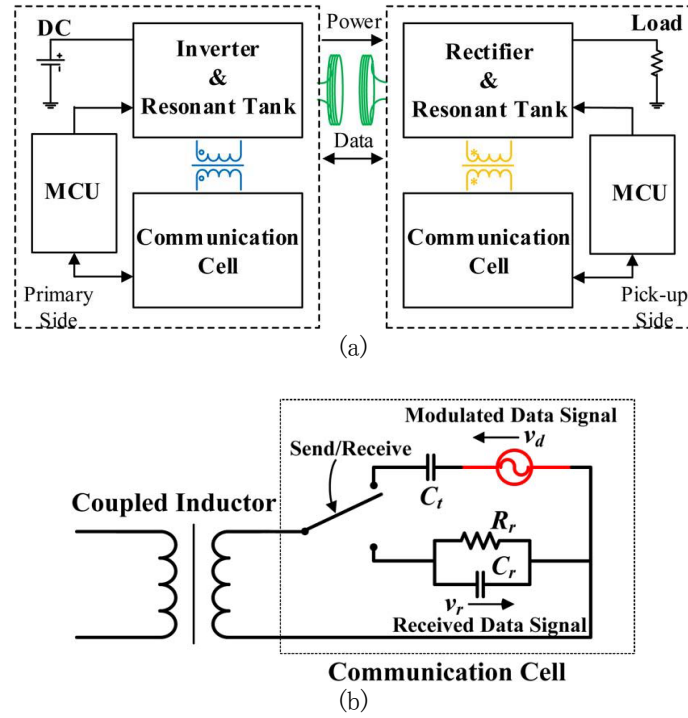 DC
Inverter
&
Resonant Tank
Power
Rectifier
&
Resonant Tank
Load
MCU
Data
MCU
Communication
Cell
Communication
Cell
Primary
Side
Pick-up
Side
(a)
Modulated Data Signal
v_d
Send/Receive
C_t
Coupled Inductor
R_r
C_r
v_r
Received Data Signal
Communication Cell
(b)